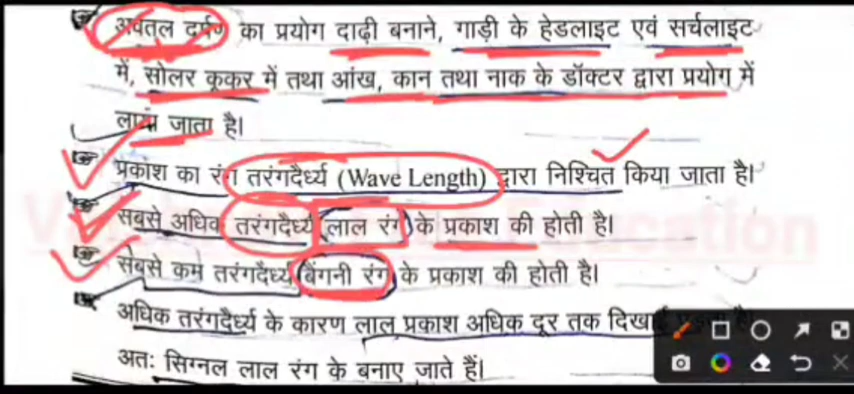 अवतल दर्पण का प्रयोग दाढ़ी बनाने, गाड़ी के हेडलाइट एवं सर्चलाइट
में, सोलर कूकर में तथा आंख, कान तथा नाक के डॉक्टर द्वारा प्रयोग में
लाया जाता है।
प्रकाश का रंग तरंगदैर्ध्य (Wave Length) द्वारा निश्चित किया जाता है।
सबसे अधिक तरंगदैर्ध्य लाल रंग के प्रकाश की होती है।
सबसे कम तरंगदैर्ध्य बैंगनी रंग के प्रकाश की होती है।
अधिक तरंगदैर्ध्य के कारण लाल प्रकाश अधिक दूर तक
अतः सिग्नल लाल रंग के बनाए जाते हैं।